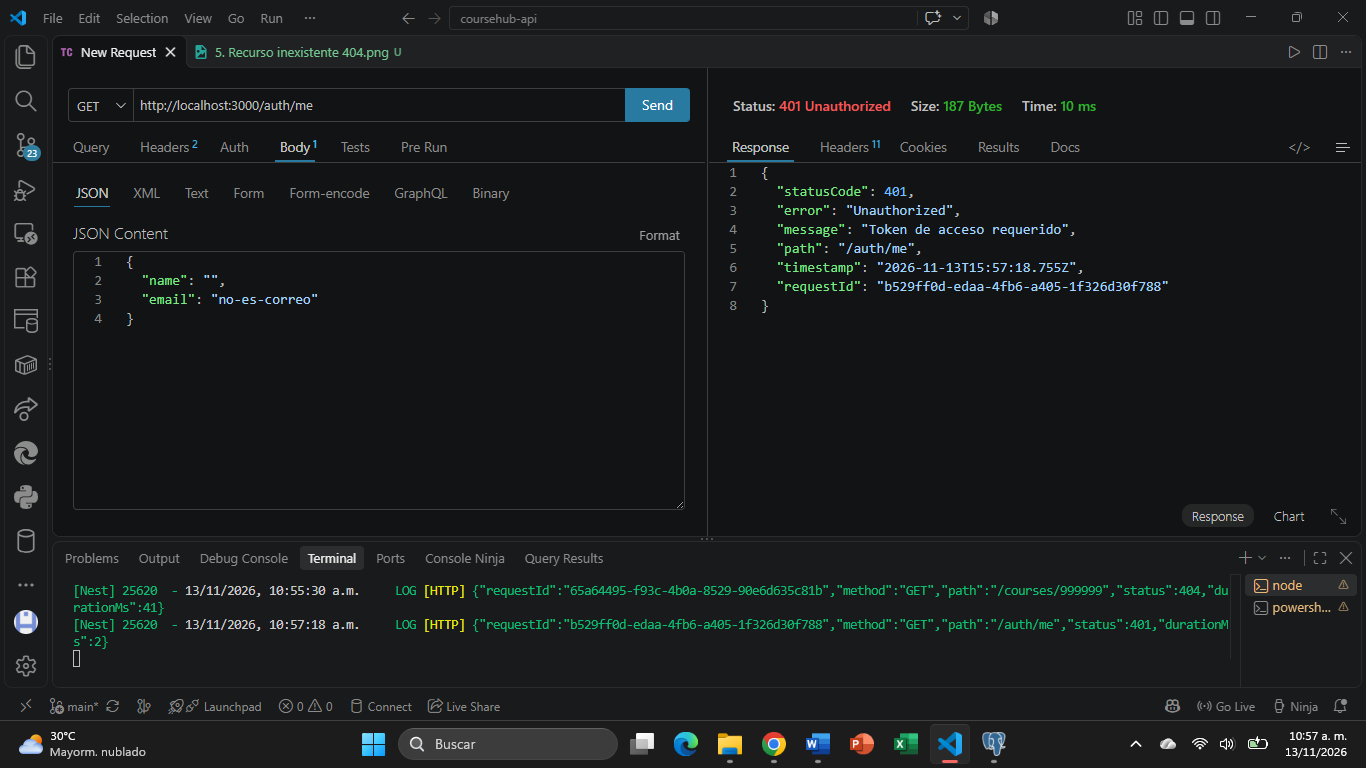 File Edit Selection View Go Run ··· coursehub-api
TC New Request 5. Recurso inexistente 404.png U
GET http://localhost:3000/auth/me Send
Query Headers 2 Auth Body 1 Tests Pre Run
JSON XML Text Form Form-encode GraphQL Binary
JSON Content Format
1 {
2 "name": "",
3 "email": "no-es-correo"
4 }
Status: 401 Unauthorized Size: 187 Bytes Time: 10 ms
Response Headers 11 Cookies Results Docs </>
1 {
2 "statusCode": 401,
3 "error": "Unauthorized",
4 "message": "Token de acceso requerido",
5 "path": "/auth/me",
6 "timestamp": "2026-11-13T15:57:18.755Z",
7 "requestId": "b529ff0d-edaa-4fb6-a405-1f326d30f788"
8 }
Response Chart
23
Problems Output Debug Console Terminal Ports Console Ninja Query Results
[Nest] 25620 - 13/11/2026, 10:55:30 a.m. LOG [HTTP] {"requestId":"65a64495-f93c-4b0a-8529-90e6d635c81b","method":"GET","path":"/courses/999999","status":404,"du
rationMs":41}
[Nest] 25620 - 13/11/2026, 10:57:18 a.m. LOG [HTTP] {"requestId":"b529ff0d-edaa-4fb6-a405-1f326d30f788","method":"GET","path":"/auth/me","status":401,"durationM
s":2}
node
powersh...
main* Launchpad 0 0 Connect Live Share Go Live Ninja
30°C
Mayorm. nublado
Buscar
10:57 a. m.
13/11/2026